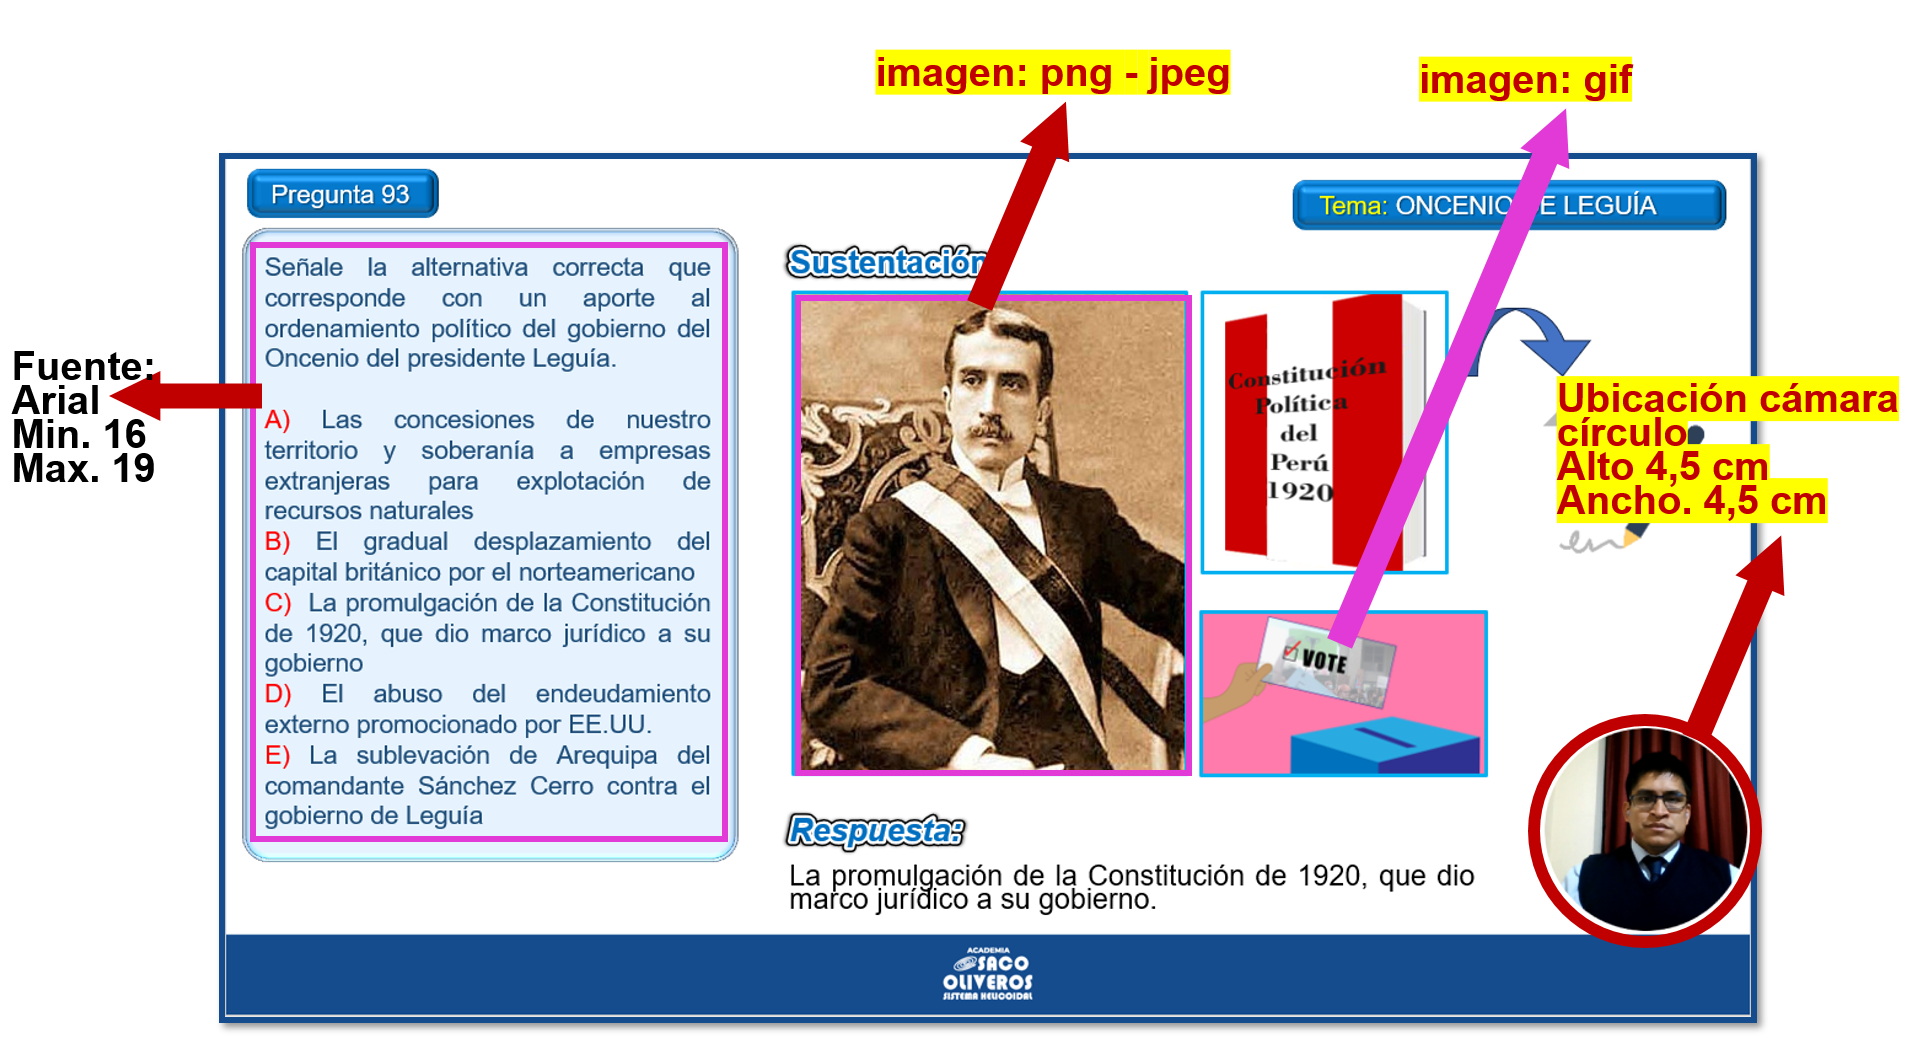 imagen: png - jpeg
imagen: gif
Pregunta 93
Tema: ONCENIO DE LEGUÍA
Señale la alternativa correcta que
corresponde con un aporte al
ordenamiento político del gobierno del
Oncenio del presidente Leguía.
A) Las concesiones de nuestro
territorio y soberanía a empresas
extranjeras para explotación de
recursos naturales
B) El gradual desplazamiento del
capital británico por el norteamericano
C) La promulgación de la Constitución
de 1920, que dio marco jurídico a su
gobierno
D) El abuso del endeudamiento
externo promocionado por EE.UU.
E) La sublevación de Arequipa del
comandante Sánchez Cerro contra el
gobierno de Leguía
Fuente:
Arial
Min. 16
Max. 19
Sustentación
Constitución
Política
del
Perú
1920
VOTE
Ubicación cámara
círculo
Alto 4,5 cm
Ancho. 4,5 cm
Respuesta:
La promulgación de la Constitución de 1920, que dio
marco jurídico a su gobierno.
ACADEMIA
SACO
OLIVEROS
SISTEMA HELICOIDAL